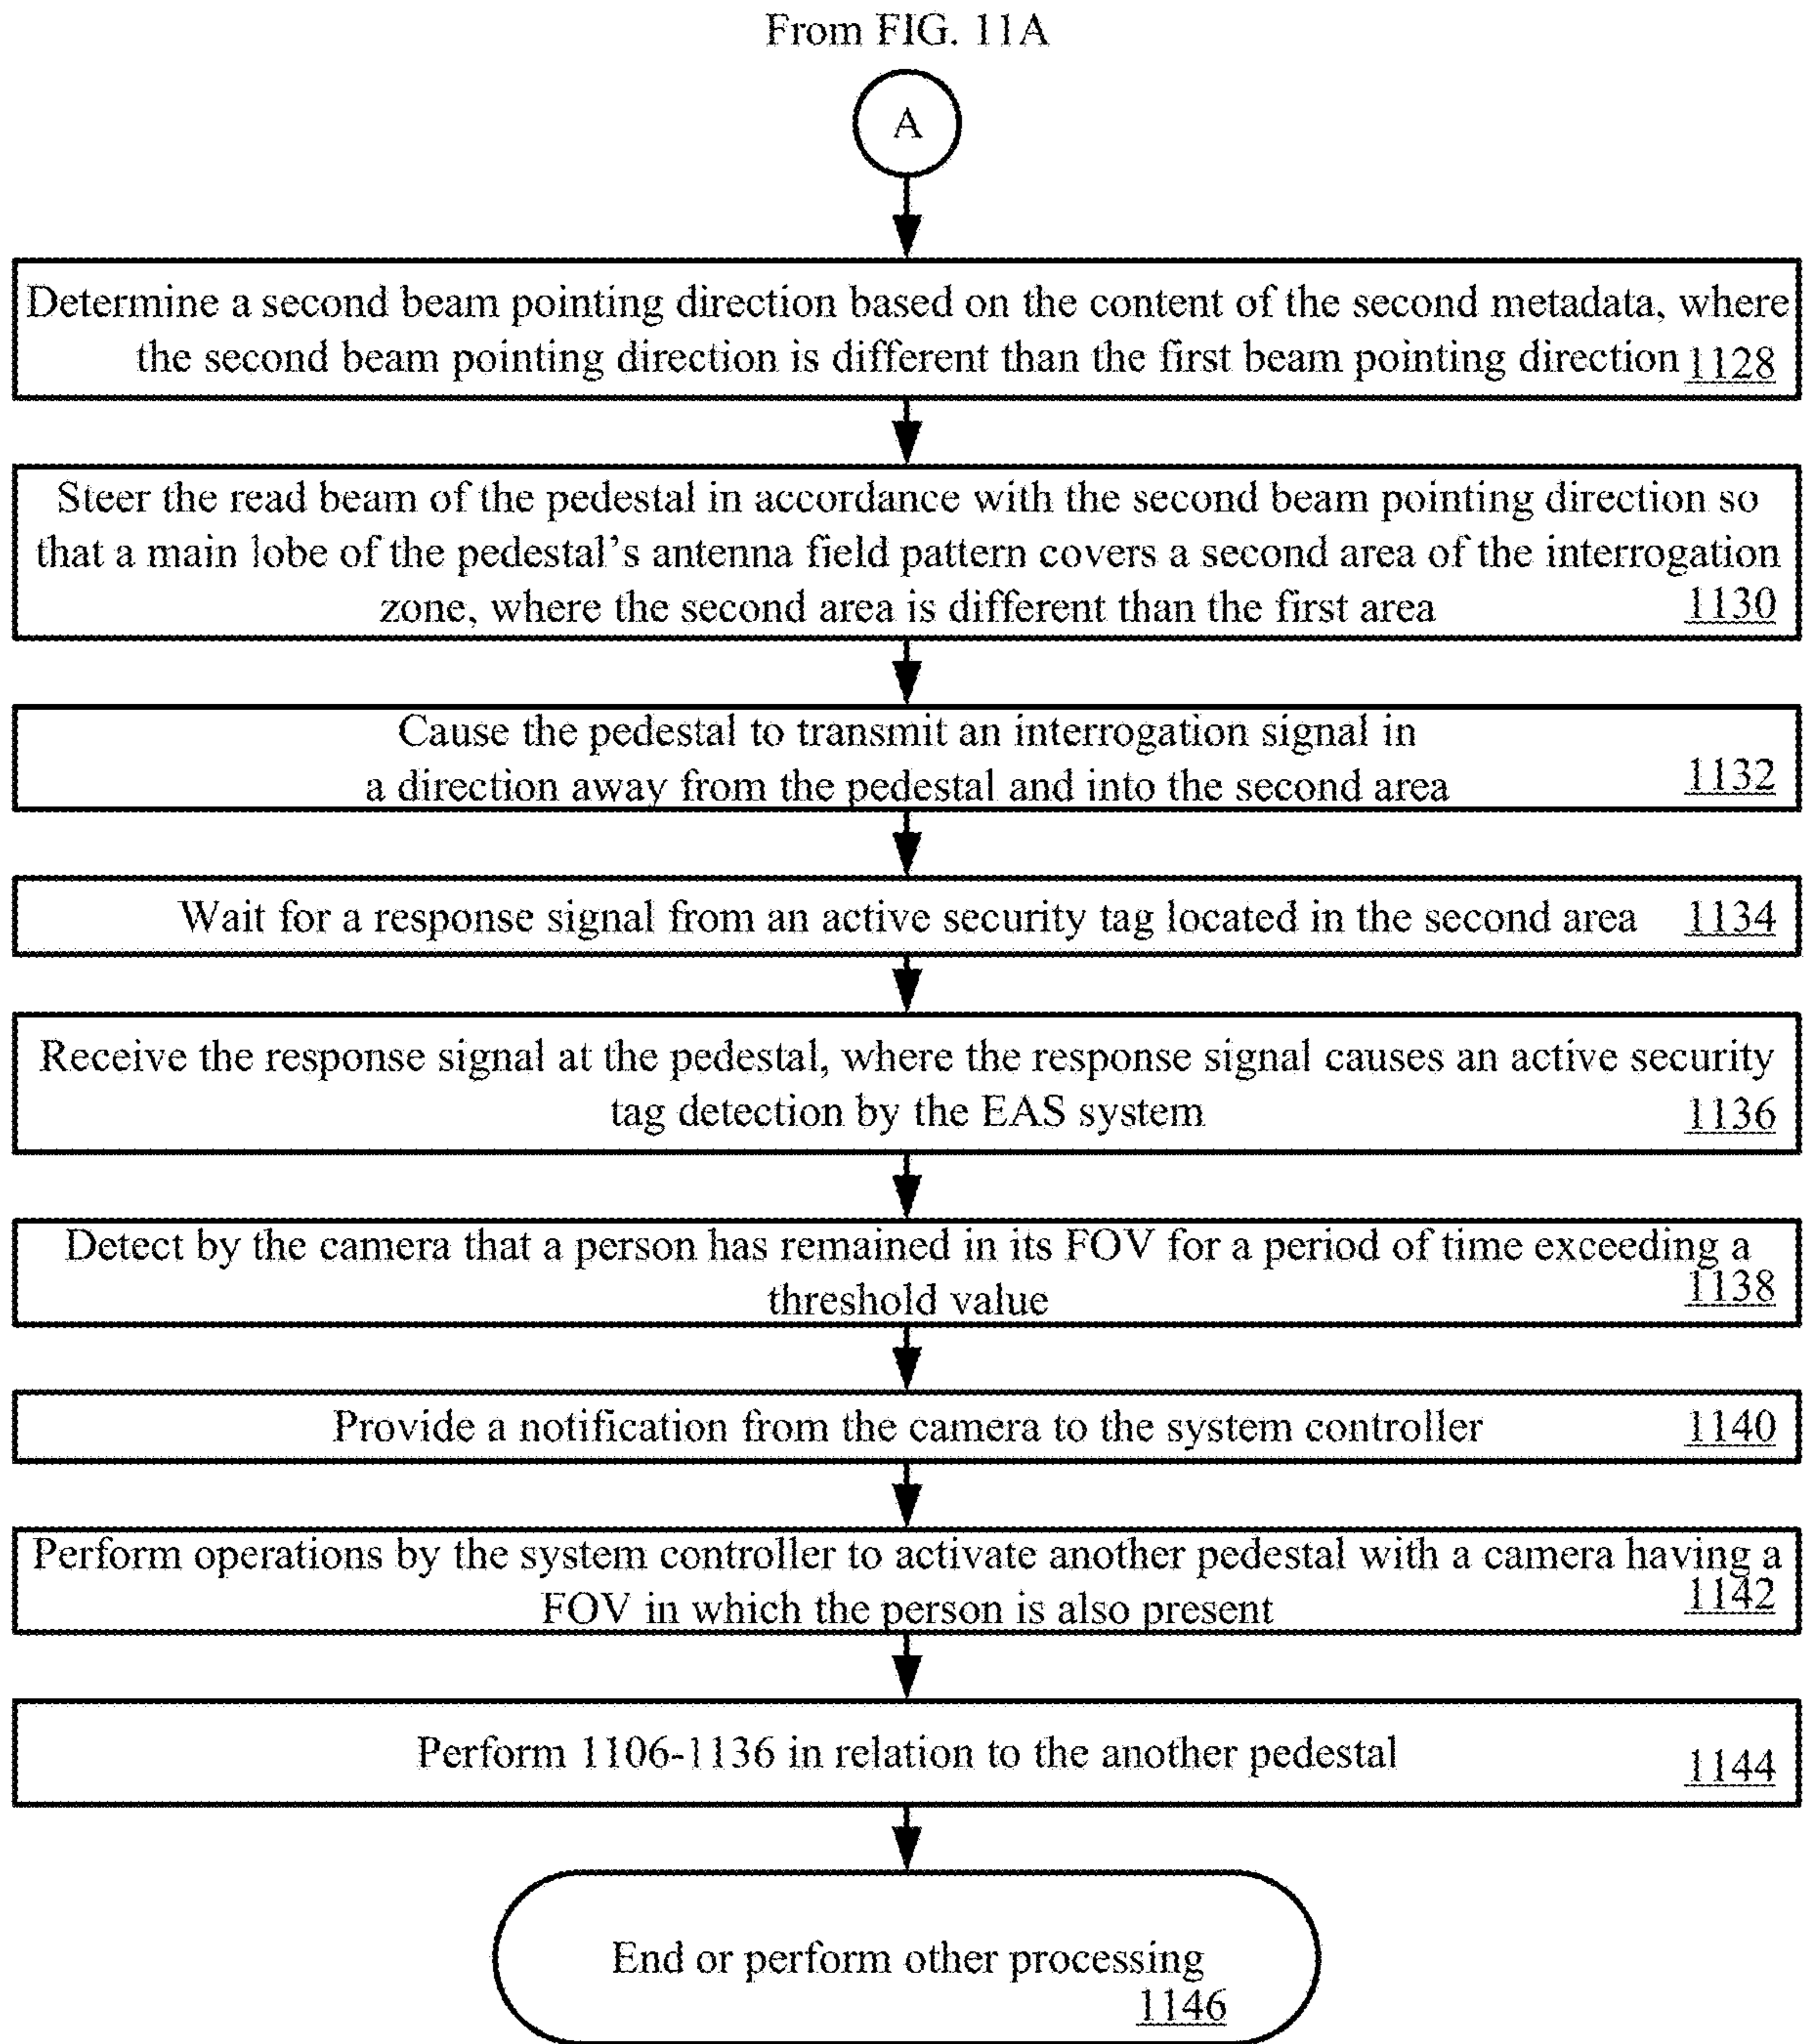 From FIG. 11A
A
Determine a second beam pointing direction based on the content of the second metadata, where
the second beam pointing direction is different than the first beam pointing direction 1128
Steer the read beam of the pedestal in accordance with the second beam pointing direction so
that a main lobe of the pedestal's antenna field pattern covers a second area of the interrogation
zone, where the second area is different than the first area 1130
Cause the pedestal to transmit an interrogation signal in
a direction away from the pedestal and into the second area 1132
Wait for a response signal from an active security tag located in the second area 1134
Receive the response signal at the pedestal, where the response signal causes an active security
tag detection by the EAS system 1136
Detect by the camera that a person has remained in its FOV for a period of time exceeding a
threshold value 1138
Provide a notification from the camera to the system controller 1140
Perform operations by the system controller to activate another pedestal with a camera having a
FOV in which the person is also present 1142
Perform 1106-1136 in relation to the another pedestal 1144
End or perform other processing
1146